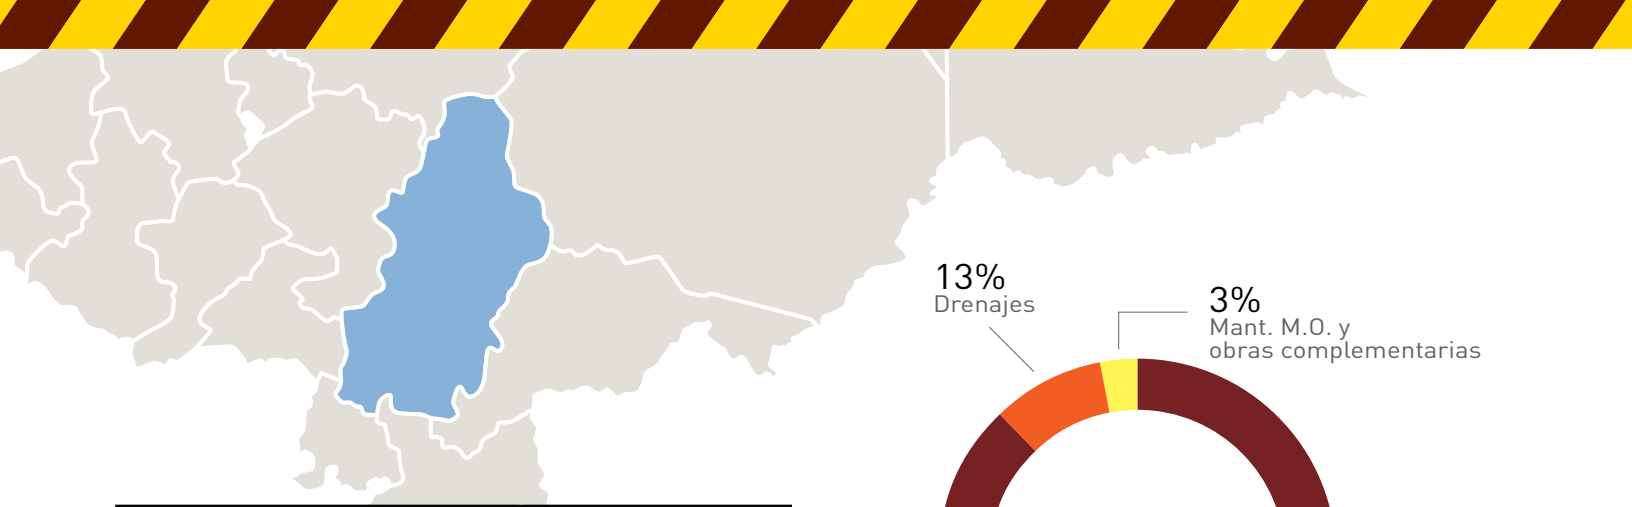 13%
Drenajes
3%
Mant. M.O. y
obras complementarias